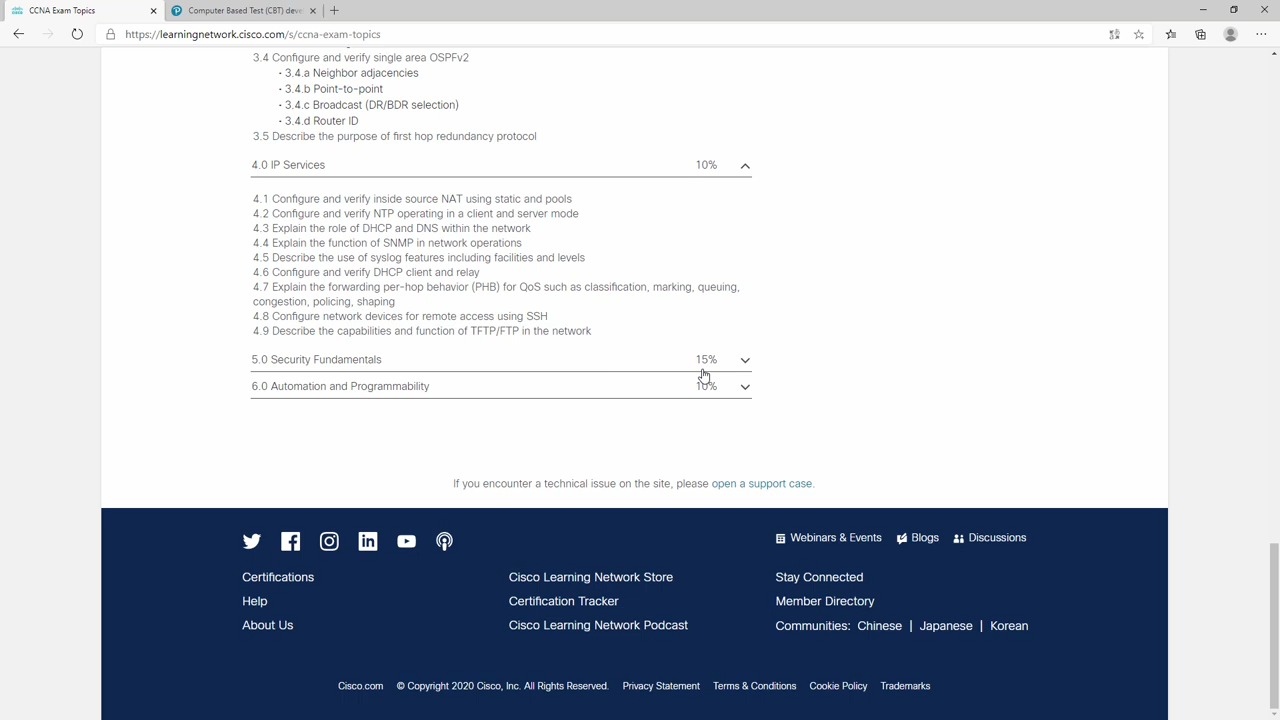 CCNA Exam Topics
Computer Based Test (CBT) deve
https://learningnetwork.cisco.com/s/ccna-exam-topics
3.4 Configure and verify single area OSPFv2
• 3.4.a Neighbor adjacencies
• 3.4.b Point-to-point
• 3.4.c Broadcast (DR/BDR selection)
• 3.4.d Router ID
3.5 Describe the purpose of first hop redundancy protocol
4.0 IP Services 10%
4.1 Configure and verify inside source NAT using static and pools
4.2 Configure and verify NTP operating in a client and server mode
4.3 Explain the role of DHCP and DNS within the network
4.4 Explain the function of SNMP in network operations
4.5 Describe the use of syslog features including facilities and levels
4.6 Configure and verify DHCP client and relay
4.7 Explain the forwarding per-hop behavior (PHB) for QoS such as classification, marking, queuing,
congestion, policing, shaping
4.8 Configure network devices for remote access using SSH
4.9 Describe the capabilities and function of TFTP/FTP in the network
5.0 Security Fundamentals 15%
6.0 Automation and Programmability 10%
If you encounter a technical issue on the site, please open a support case.
Webinars & Events Blogs Discussions
Certifications Cisco Learning Network Store Stay Connected
Help Certification Tracker Member Directory
About Us Cisco Learning Network Podcast Communities: Chinese | Japanese | Korean
Cisco.com © Copyright 2020 Cisco, Inc. All Rights Reserved. Privacy Statement Terms & Conditions Cookie Policy Trademarks